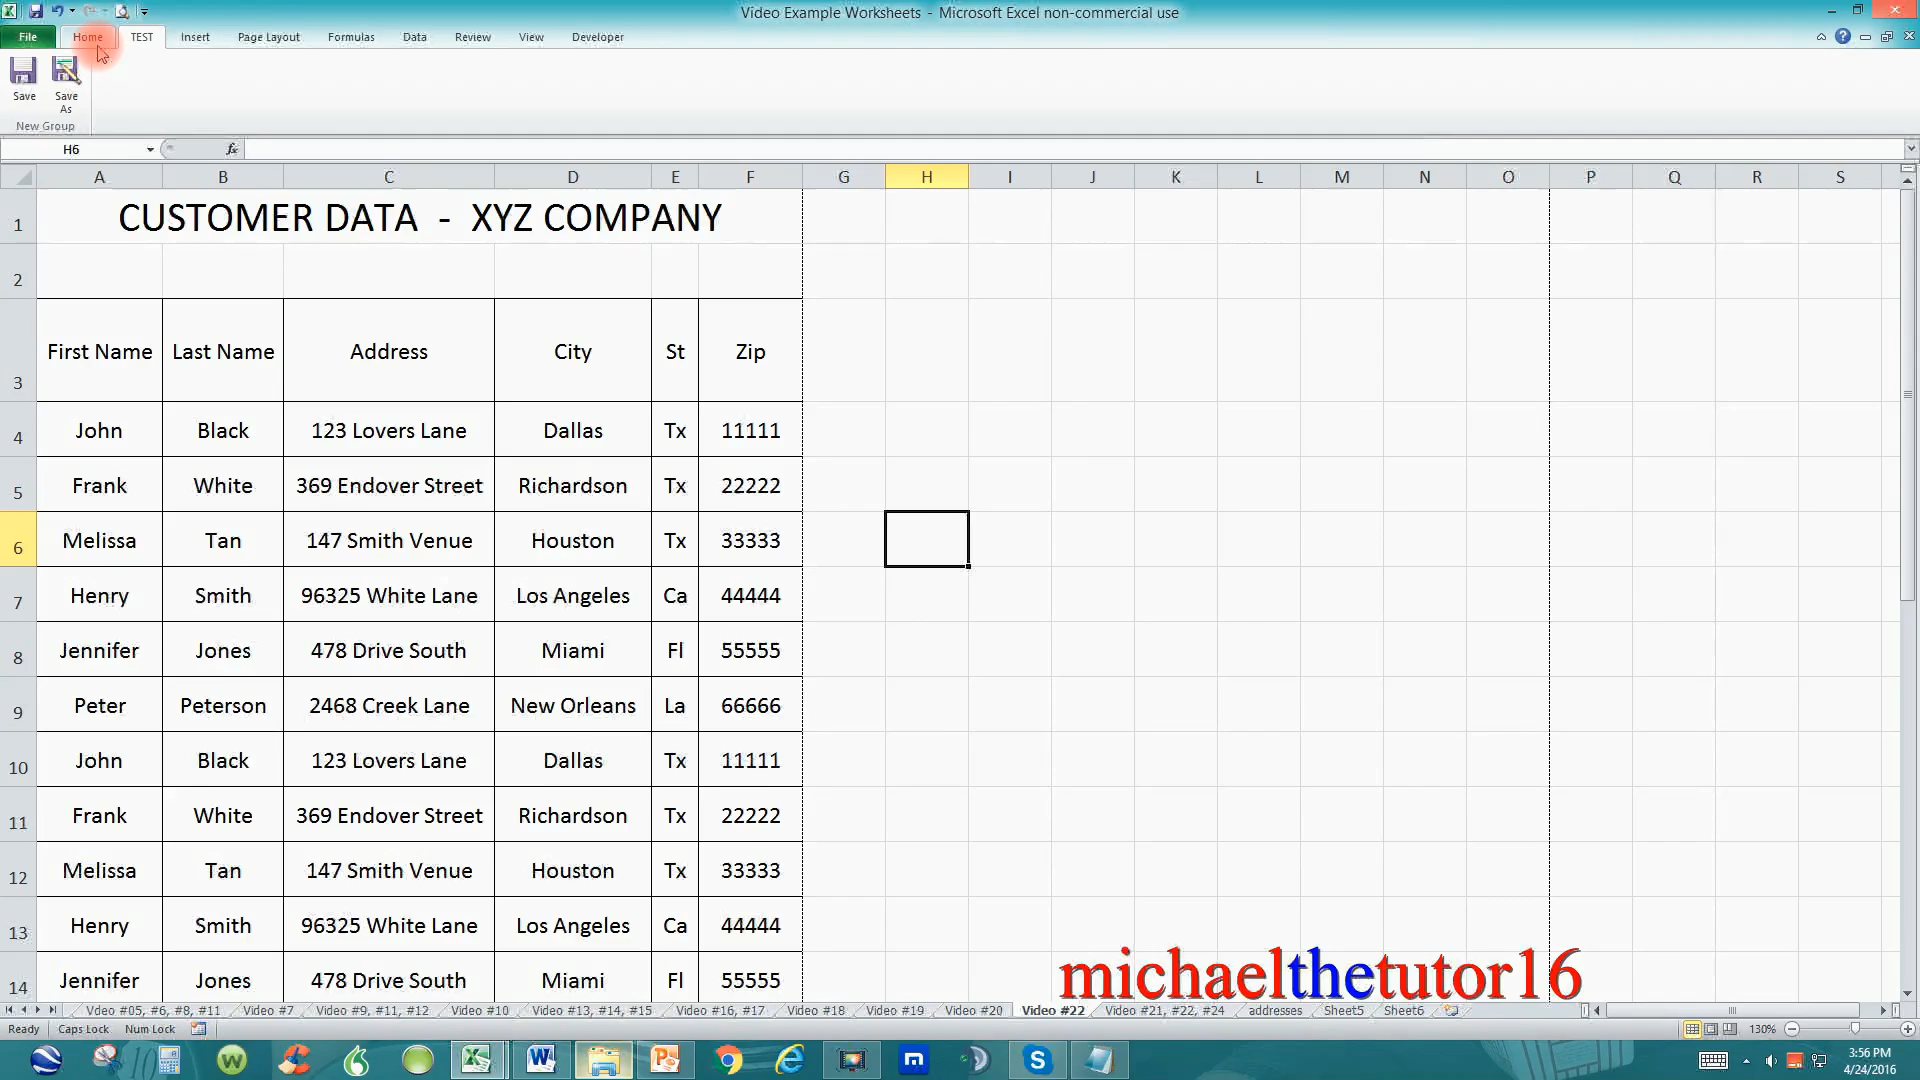 Video Example Worksheets - Microsoft Excel non-commercial use
File Home TEST Insert Page Layout Formulas Data Review View Developer
Save Save As
New Group
H6 fx
A B C D E F G H I J K L M N O P Q R S
1 CUSTOMER DATA - XYZ COMPANY
2
3 First Name Last Name Address City St Zip
4 John Black 123 Lovers Lane Dallas Tx 11111
5 Frank White 369 Endover Street Richardson Tx 22222
6 Melissa Tan 147 Smith Venue Houston Tx 33333
7 Henry Smith 96325 White Lane Los Angeles Ca 44444
8 Jennifer Jones 478 Drive South Miami Fl 55555
9 Peter Peterson 2468 Creek Lane New Orleans La 66666
10 John Black 123 Lovers Lane Dallas Tx 11111
11 Frank White 369 Endover Street Richardson Tx 22222
12 Melissa Tan 147 Smith Venue Houston Tx 33333
13 Henry Smith 96325 White Lane Los Angeles Ca 44444
14 Jennifer Jones 478 Drive South Miami Fl 55555
michaelthetutor16
Vdeo #05, #6, #8, #11 Video #7 Video #9, #11, #12 Video #10 Video #13, #14, #15 Video #16, #17 Video #18 Video #19 Video #20 Video #22 Video #21, #22, #24 addresses Sheet5 Sheet6
Ready Caps Lock Num Lock 130%
3:56 PM
4/24/2016